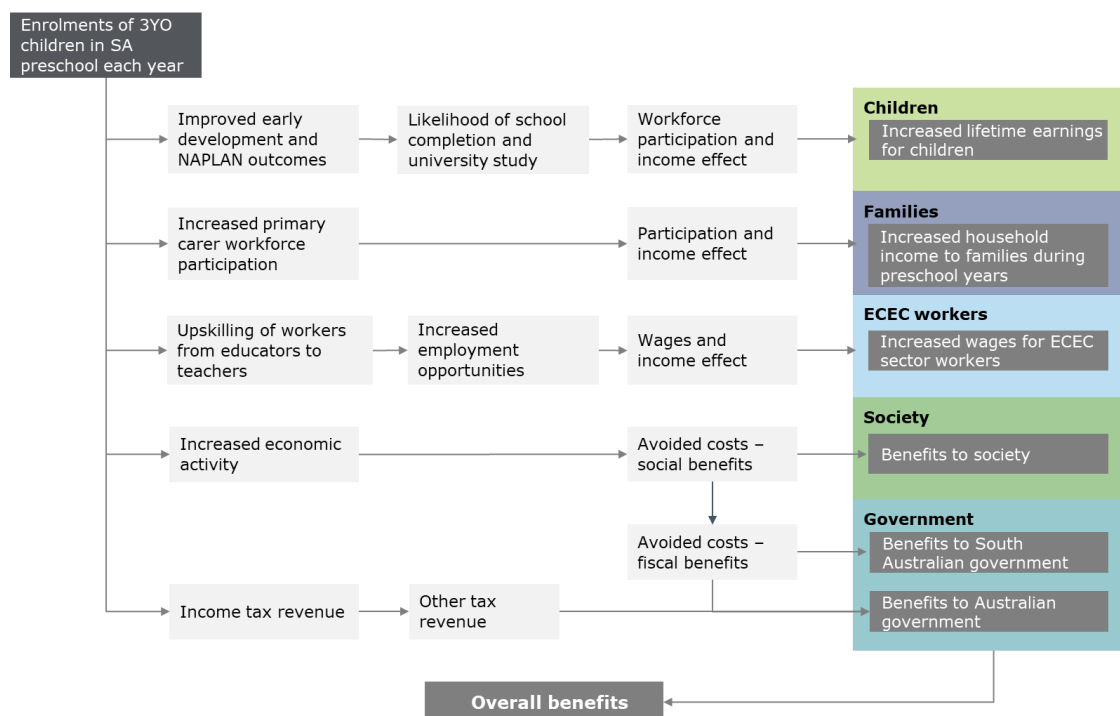 Enrolments of 3YO
children in SA
preschool each year
Improved early
development and
NAPLAN outcomes
Likelihood of school
completion and
university study
Workforce
participation and
income effect
Children
Increased lifetime earnings
for children
Increased primary
carer workforce
participation
Participation and
income effect
Families
Increased household
income to families during
preschool years
Upskilling of workers
from educators to
teachers
Increased
employment
opportunities
Wages and
income effect
ECEC workers
Increased wages for ECEC
sector workers
Increased economic
activity
Avoided costs –
social benefits
Society
Benefits to society
Avoided costs –
fiscal benefits
Government
Benefits to South
Australian government
Income tax revenue
Other tax
revenue
Benefits to Australian
government
Overall benefits